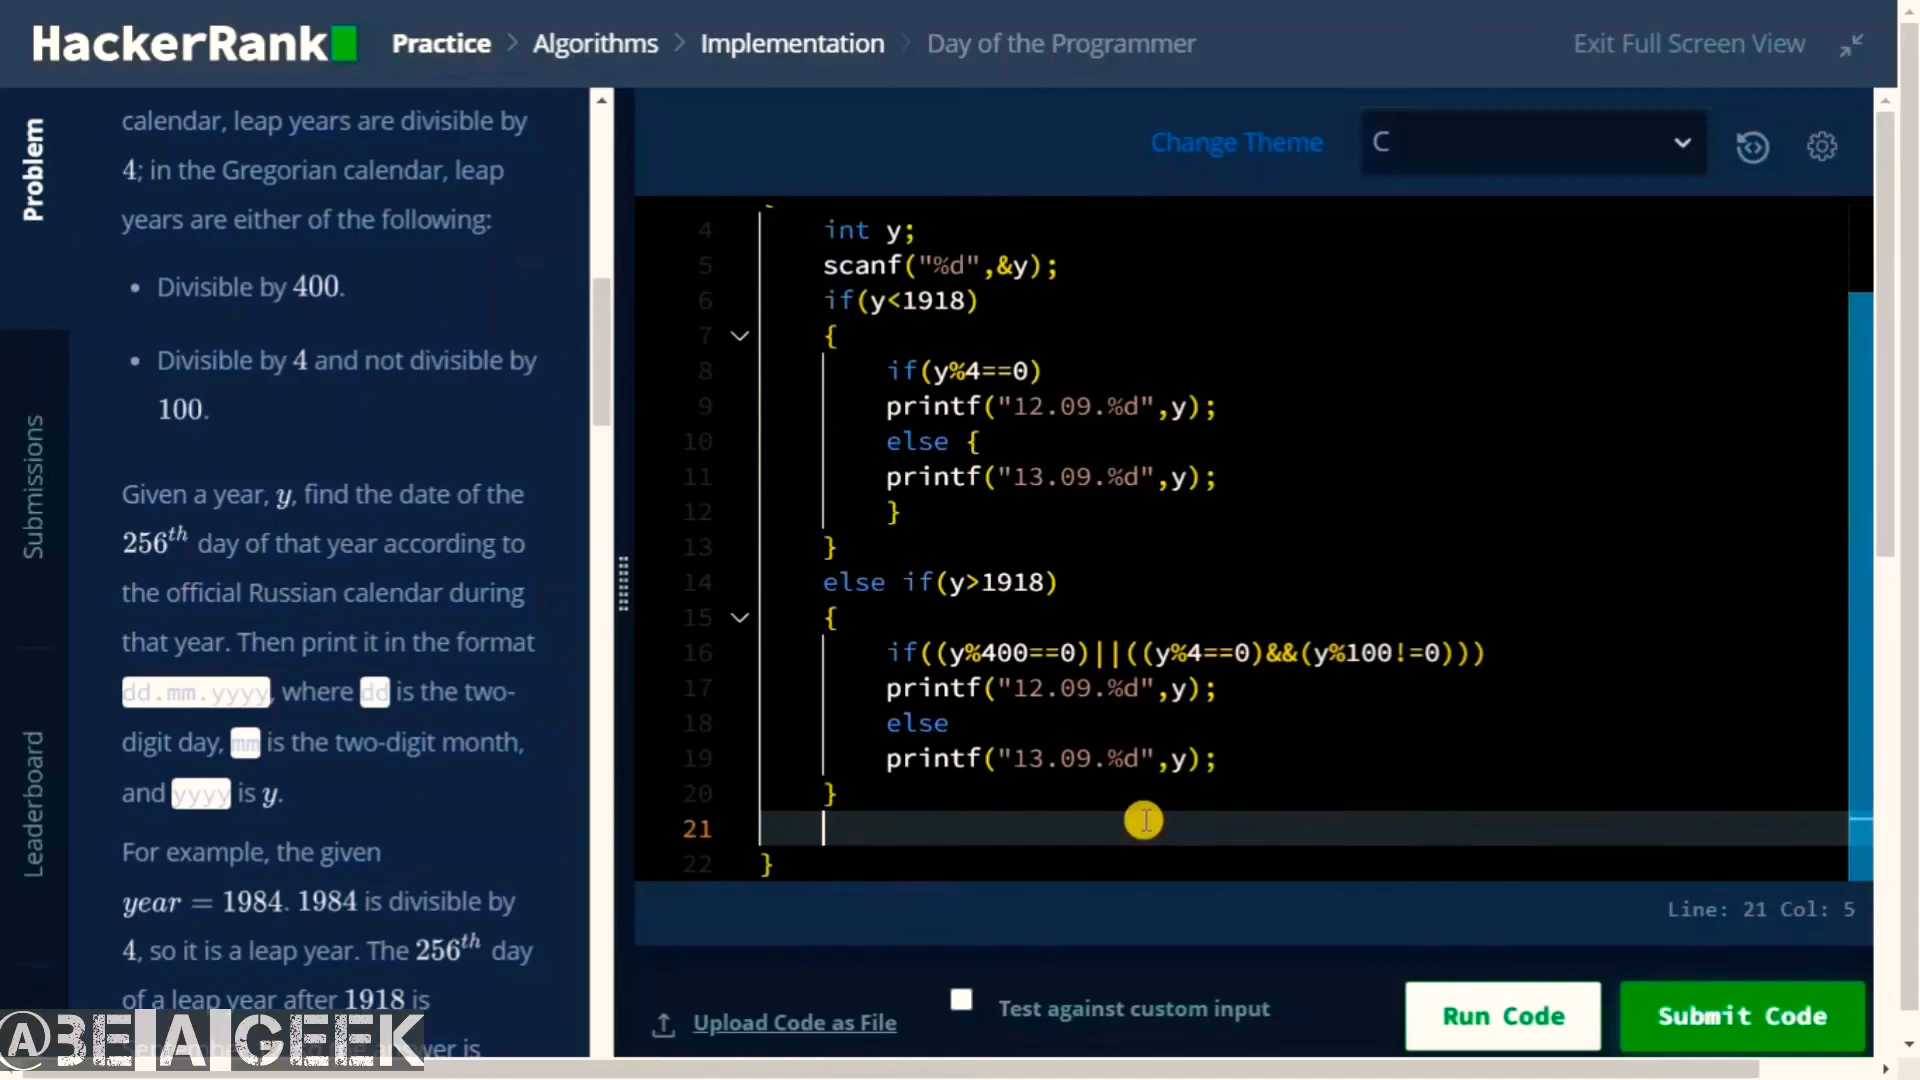 HackerRank
Practice > Algorithms > Implementation > Day of the Programmer
Exit Full Screen View
Problem
Submissions
Leaderboard
calendar, leap years are divisible by
4; in the Gregorian calendar, leap
years are either of the following:
• Divisible by 400.
• Divisible by 4 and not divisible by
100.
Given a year, y, find the date of the
256th day of that year according to
the official Russian calendar during
that year. Then print it in the format
dd.mm.yyyy, where dd is the two-
digit day, mm is the two-digit month,
and yyyy is y.
For example, the given
year = 1984. 1984 is divisible by
4, so it is a leap year. The 256th day
of a leap year after 1918 is
answer is
@BE A GEEK
Change Theme
C
4 int y;
5 scanf("%d",&y);
6 if(y<1918)
7 {
8 if(y%4==0)
9 printf("12.09.%d",y);
10 else {
11 printf("13.09.%d",y);
12 }
13 }
14 else if(y>1918)
15 {
16 if((y%400==0)||((y%4==0)&&(y%100!=0)))
17 printf("12.09.%d",y);
18 else
19 printf("13.09.%d",y);
20 }
21
22 }
Line: 21 Col: 5
Upload Code as File
Test against custom input
Run Code
Submit Code